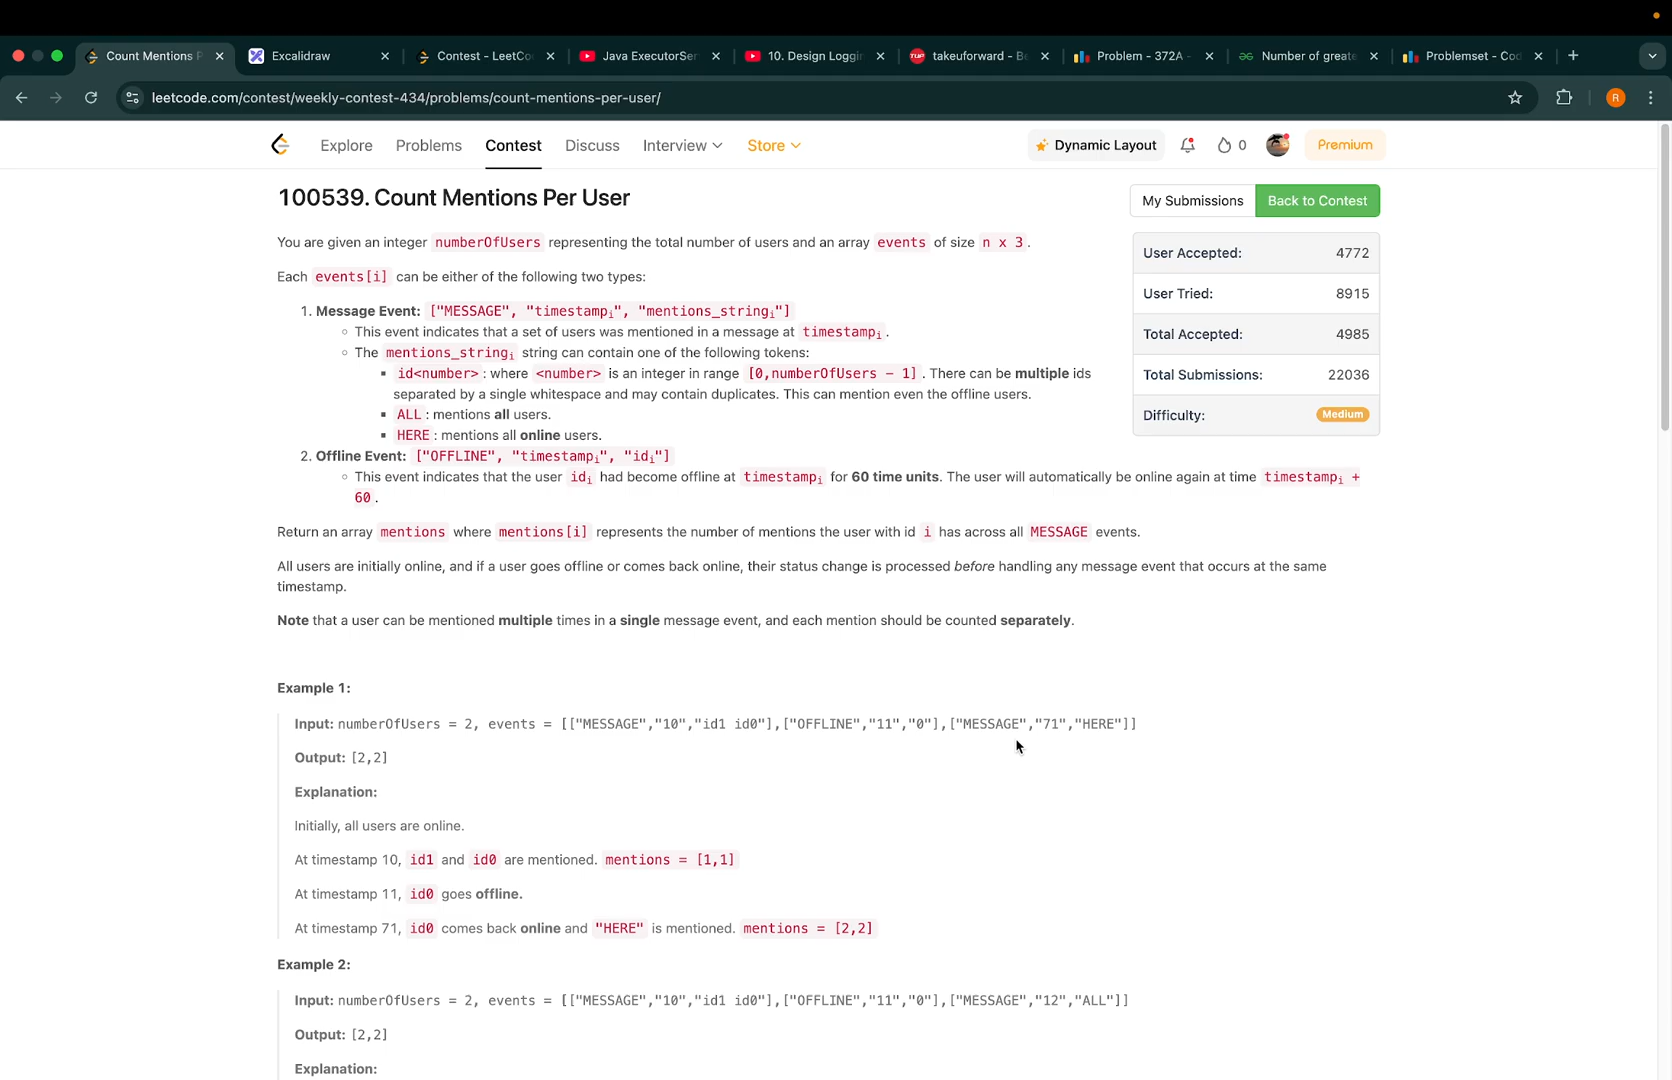 Count Mentions P
Excalidraw
Contest - LeetCo
Java ExecutorSer
10. Design Loggin
takeuforward - Be
Problem - 372A -
Number of greate
Problemset - Cod
leetcode.com/contest/weekly-contest-434/problems/count-mentions-per-user/
R
Explore
Problems
Contest
Discuss
Interview
Store
Dynamic Layout
0
Premium
100539. Count Mentions Per User
My Submissions
Back to Contest
You are given an integer numberOfUsers representing the total number of users and an array events of size n x 3.
Each events[i] can be either of the following two types:
1. Message Event: ["MESSAGE", "timestampi", "mentions_stringi"]
This event indicates that a set of users was mentioned in a message at timestampi.
The mentions_stringi string can contain one of the following tokens:
id<number>: where <number> is an integer in range [0,numberOfUsers - 1]. There can be multiple ids
separated by a single whitespace and may contain duplicates. This can mention even the offline users.
ALL: mentions all users.
HERE: mentions all online users.
2. Offline Event: ["OFFLINE", "timestampi", "idi"]
This event indicates that the user idi had become offline at timestampi for 60 time units. The user will automatically be online again at time timestampi +
60.
User Accepted: 4772
User Tried: 8915
Total Accepted: 4985
Total Submissions: 22036
Difficulty: Medium
Return an array mentions where mentions[i] represents the number of mentions the user with id i has across all MESSAGE events.
All users are initially online, and if a user goes offline or comes back online, their status change is processed before handling any message event that occurs at the same
timestamp.
Note that a user can be mentioned multiple times in a single message event, and each mention should be counted separately.
Example 1:
Input: numberOfUsers = 2, events = [["MESSAGE","10","id1 id0"],["OFFLINE","11","0"],["MESSAGE","71","HERE"]]
Output: [2,2]
Explanation:
Initially, all users are online.
At timestamp 10, id1 and id0 are mentioned. mentions = [1,1]
At timestamp 11, id0 goes offline.
At timestamp 71, id0 comes back online and "HERE" is mentioned. mentions = [2,2]
Example 2:
Input: numberOfUsers = 2, events = [["MESSAGE","10","id1 id0"],["OFFLINE","11","0"],["MESSAGE","12","ALL"]]
Output: [2,2]
Explanation: